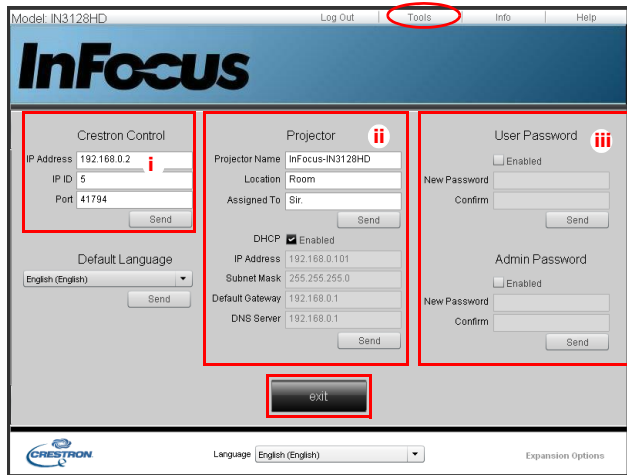 Model: IN3128HD Log Out Tools Info Help
InFocus
Crestron Control
IP Address 192.168.0.2 i
IP ID 5
Port 41794
Send
Default Language
English (English)
Send
Projector ii
Projector Name InFocus-IN3128HD
Location Room
Assigned To Sir.
Send
DHCP Enabled
IP Address 192.168.0.101
Subnet Mask 255.255.255.0
Default Gateway 192.168.0.1
DNS Server 192.168.0.1
Send
User Password iii
Enabled
New Password
Confirm
Send
Admin Password
Enabled
New Password
Confirm
Send
exit
CRESTRON. Language English (English) Expansion Options